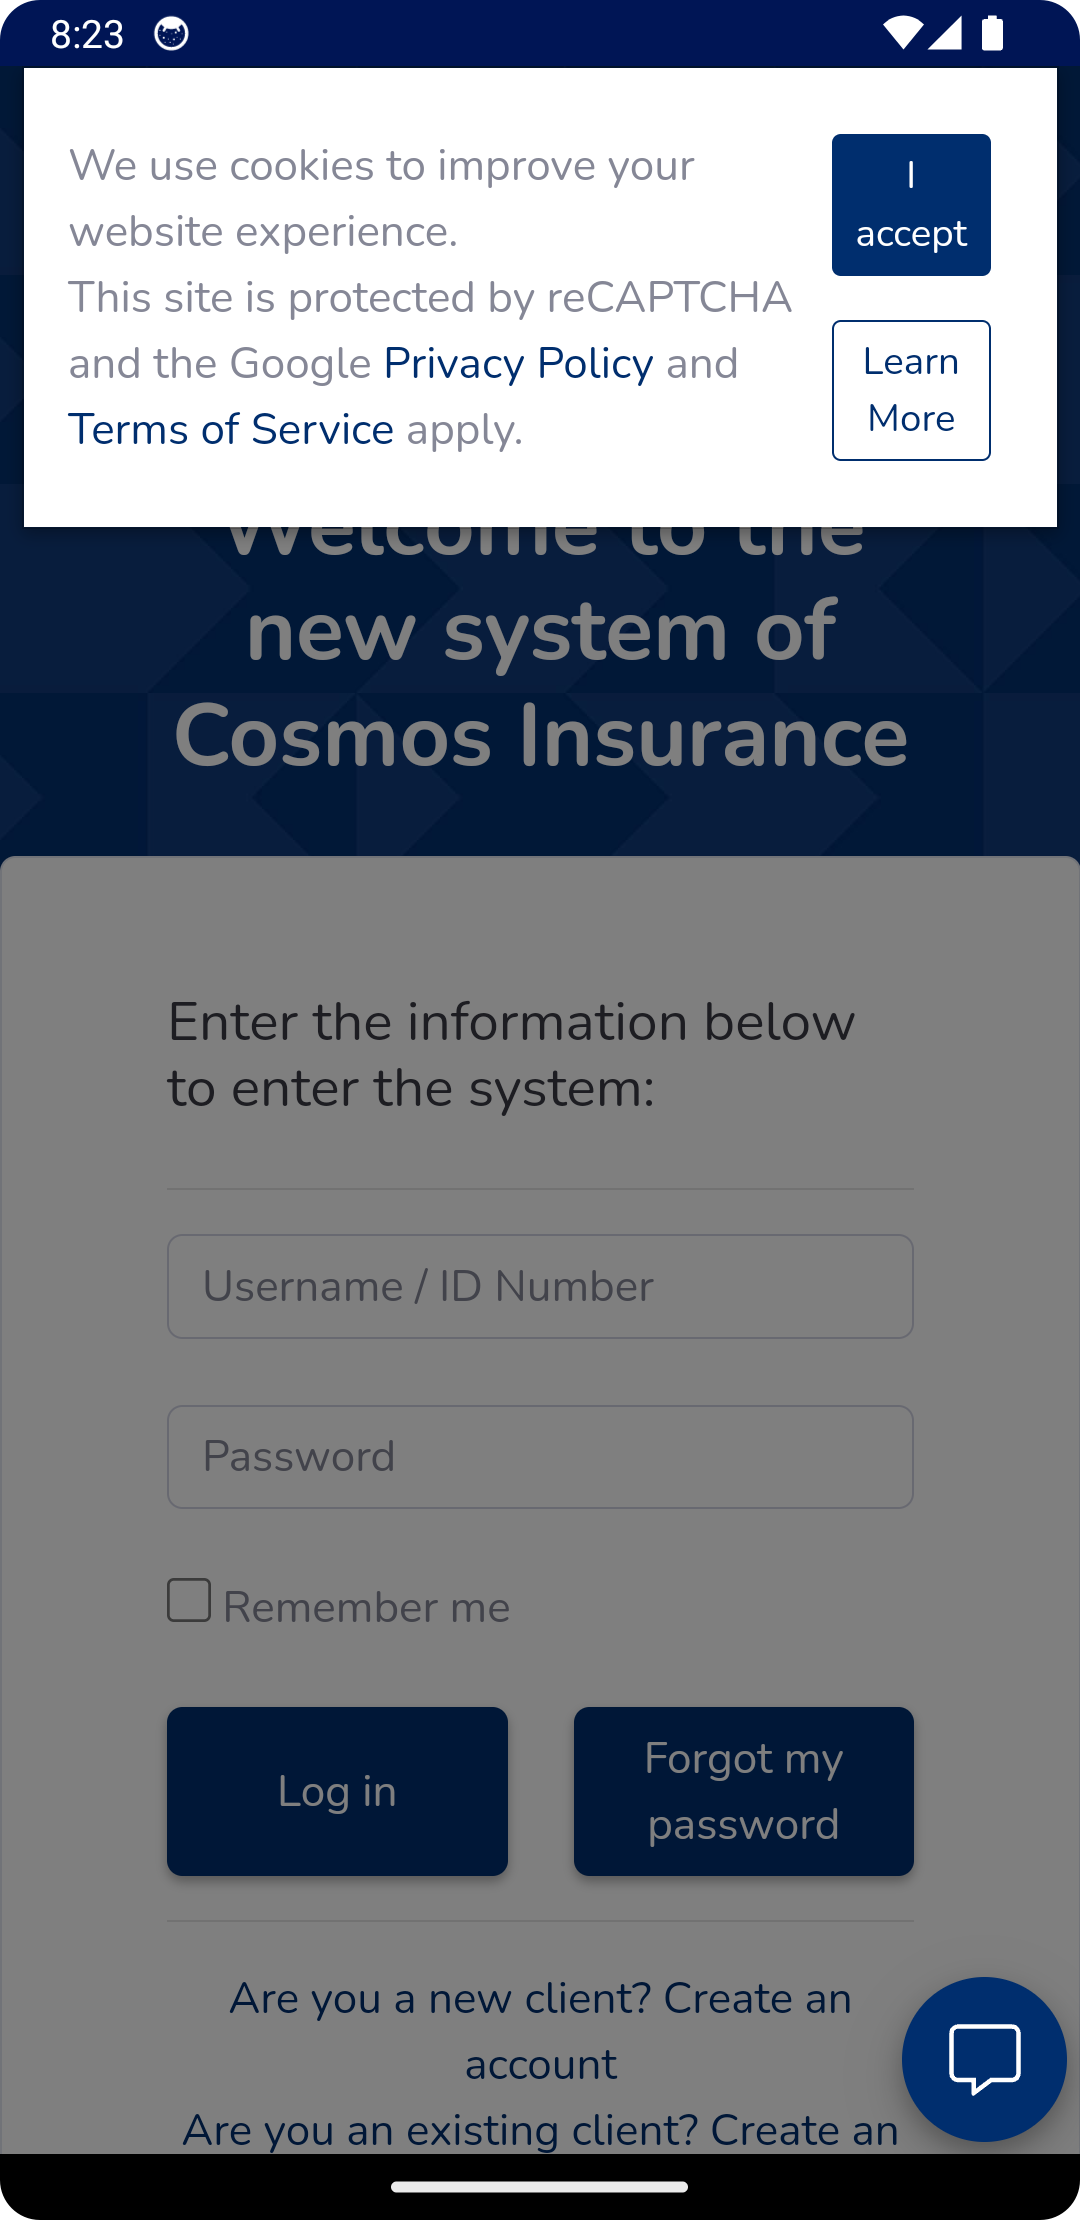 8:23
We use cookies to improve your
website experience.
This site is protected by reCAPTCHA
and the Google Privacy Policy and
Terms of Service apply.
I
accept
Learn
More
Welcome to the
new system of
Cosmos Insurance
Enter the information below
to enter the system:
Username / ID Number
Password
Remember me
Log in
Forgot my
password
Are you a new client? Create an
account
Are you an existing client? Create an